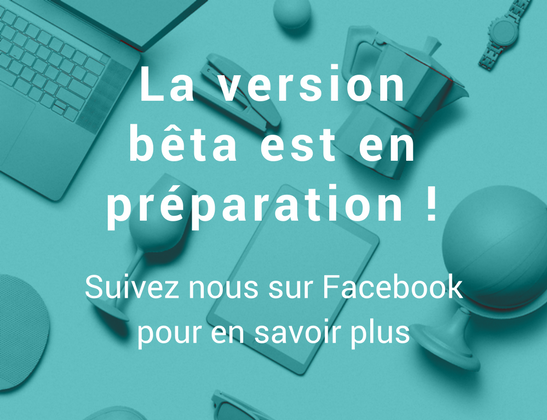 La version
bêta est en
préparation !
Suivez nous sur Facebook
pour en savoir plus